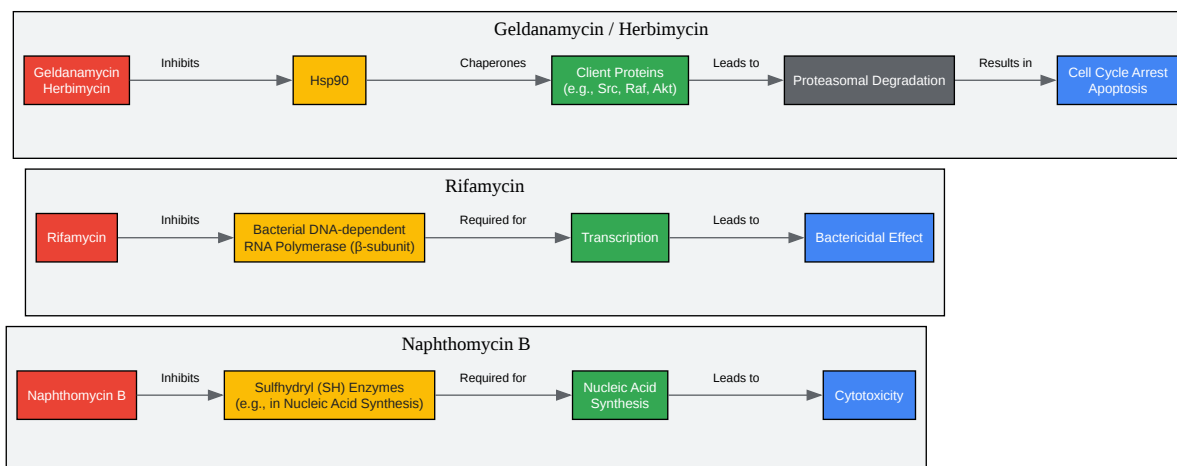 Geldanamycin / Herbimycin
Geldanamycin
Herbimycin
Inhibits
Hsp90
Chaperones
Client Proteins
(e.g., Src, Raf, Akt)
Leads to
Proteasomal Degradation
Results in
Cell Cycle Arrest
Apoptosis
Rifamycin
Rifamycin
Inhibits
Bacterial DNA-dependent
RNA Polymerase (β-subunit)
Required for
Transcription
Leads to
Bactericidal Effect
Naphthomycin B
Naphthomycin B
Inhibits
Sulfhydryl (SH) Enzymes
(e.g., in Nucleic Acid Synthesis)
Required for
Nucleic Acid
Synthesis
Leads to
Cytotoxicity